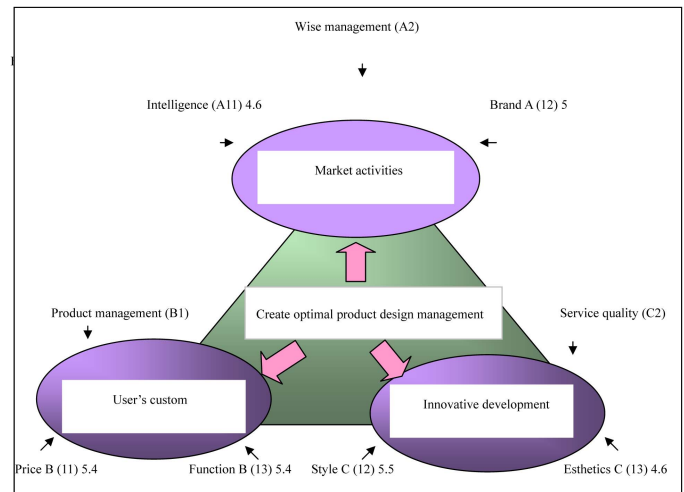 Wise management (A2)
Intelligence (A11) 4.6
Brand A (12) 5
Market activities
Create optimal product design management
Product management (B1)
Service quality (C2)
User’s custom
Innovative development
Price B (11) 5.4
Function B (13) 5.4
Style C (12) 5.5
Esthetics C (13) 4.6